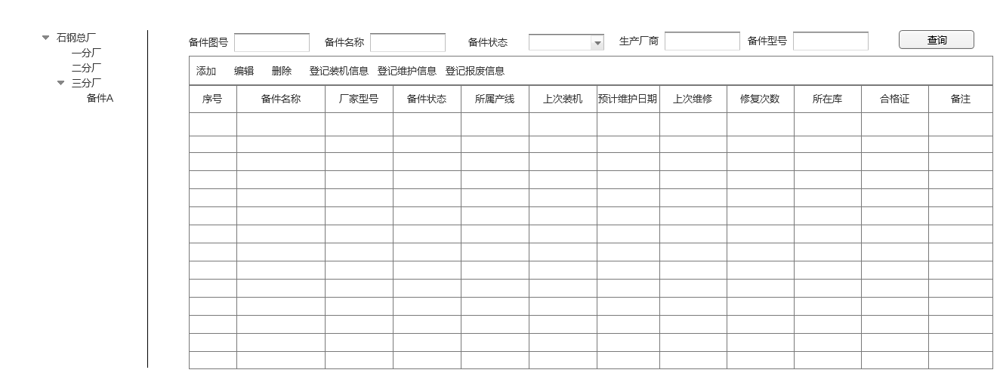 石钢总厂
一分厂
二分厂
三分厂
备件A
备件图号 备件名称 备件状态 生产厂商 备件型号 查询
添加 编辑 删除 登记装机信息 登记维护信息 登记报废信息
序号 备件名称 厂家型号 备件状态 所属产线 上次装机 预计维护日期 上次维修 修复次数 所在库 合格证 备注